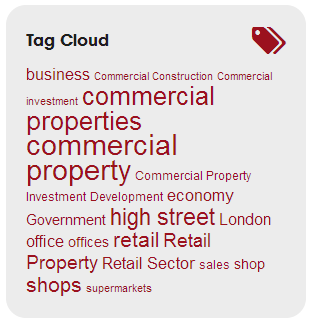 Tag Cloud
business Commercial Construction Commercial
investment commercial
properties
commercial
property Commercial Property
Investment Development economy
Government high street London
office offices retail Retail
Property Retail Sector sales shop
shops supermarkets